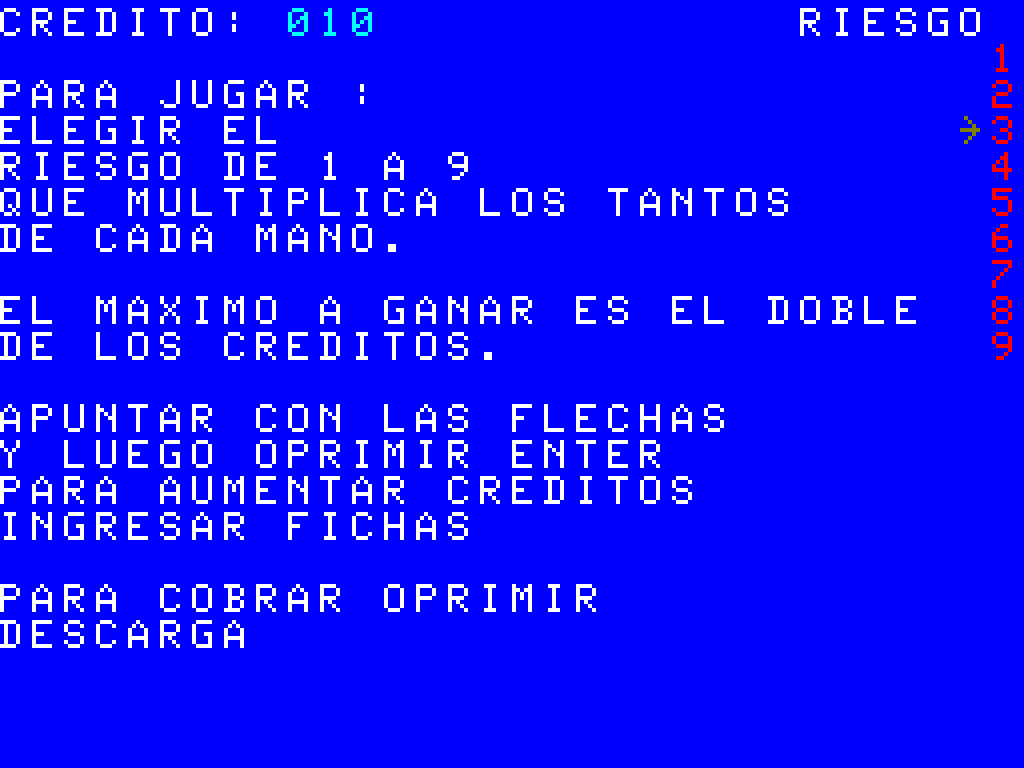 CREDITO: 010 RIESGO
1
PARA JUGAR : 2
ELEGIR EL → 3
RIESGO DE 1 A 9 4
QUE MULTIPLICA LOS TANTOS 5
DE CADA MANO. 6
7
EL MAXIMO A GANAR ES EL DOBLE 8
DE LOS CREDITOS. 9
APUNTAR CON LAS FLECHAS
Y LUEGO OPRIMIR ENTER
PARA AUMENTAR CREDITOS
INGRESAR FICHAS
PARA COBRAR OPRIMIR
DESCARGA